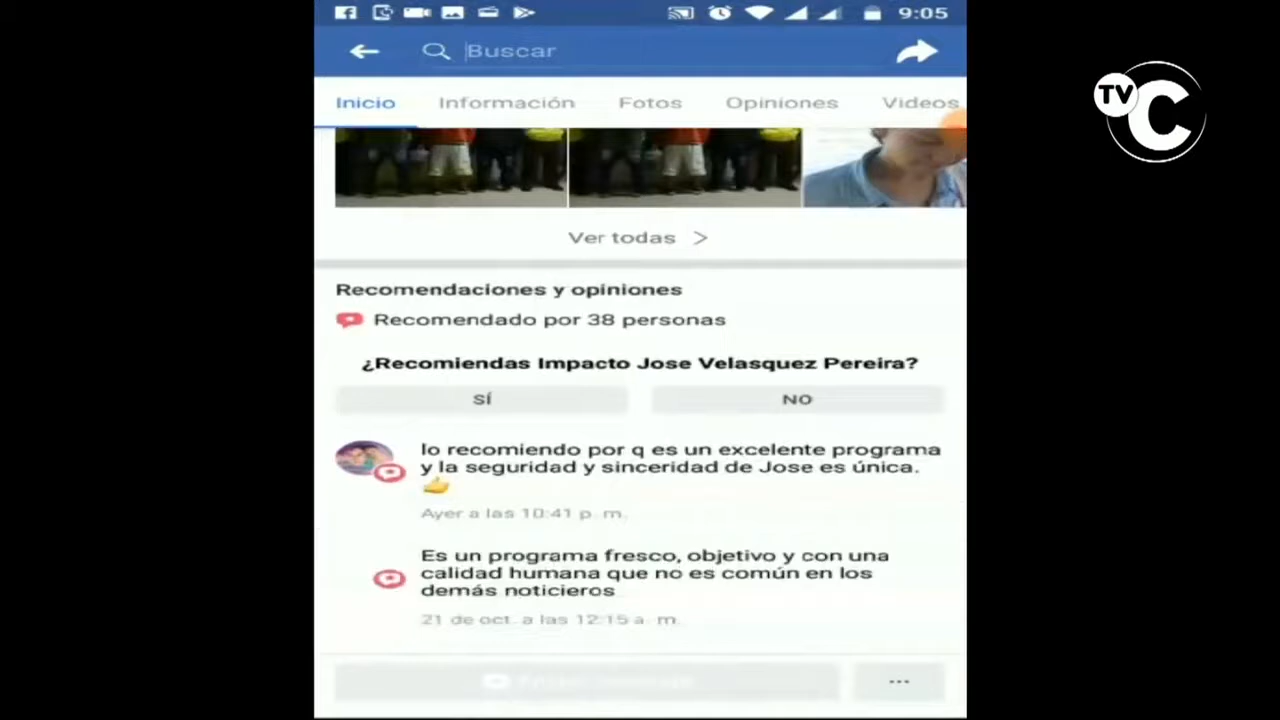 9:05
Buscar
Inicio Información Fotos Opiniones Videos
TV C
Ver todas >
Recomendaciones y opiniones
Recomendado por 38 personas
¿Recomiendas Impacto Jose Velasquez Pereira?
SÍ NO
lo recomiendo por q es un excelente programa
y la seguridad y sinceridad de Jose es única.
👍
Ayer a las 10:41 p. m.
Es un programa fresco, objetivo y con una
calidad humana que no es común en los
demás noticieros
21 de oct. a las 12:15 a. m.
...